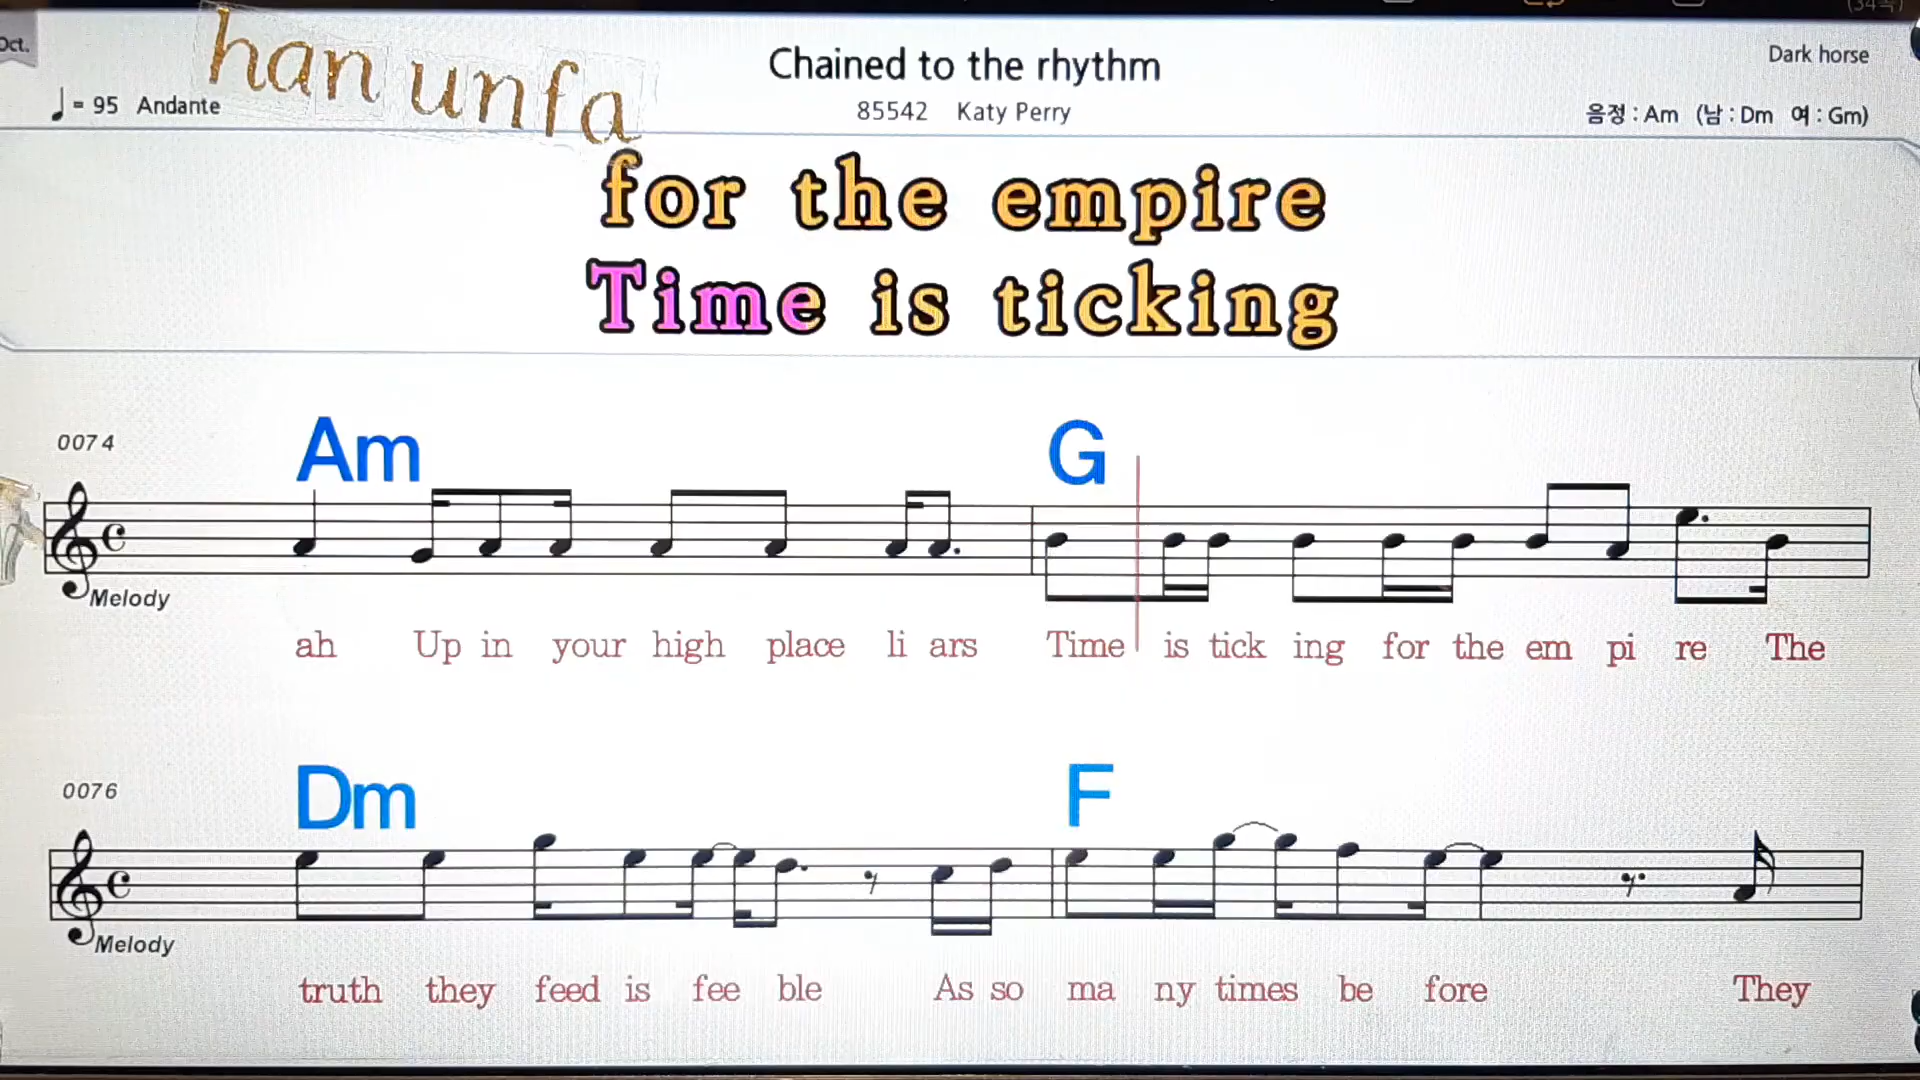 (34곡)
Oct.
han unfa
Chained to the rhythm
Dark horse
♩ = 95 Andante
85542 Katy Perry
음정 : Am (남 : Dm 여 : Gm)
for the empire
Time is ticking
0074
Am G
Melody
ah Up in your high place li ars Time is tick ing for the em pi re The
0076
Dm F
Melody
truth they feed is fee ble As so ma ny times be fore They